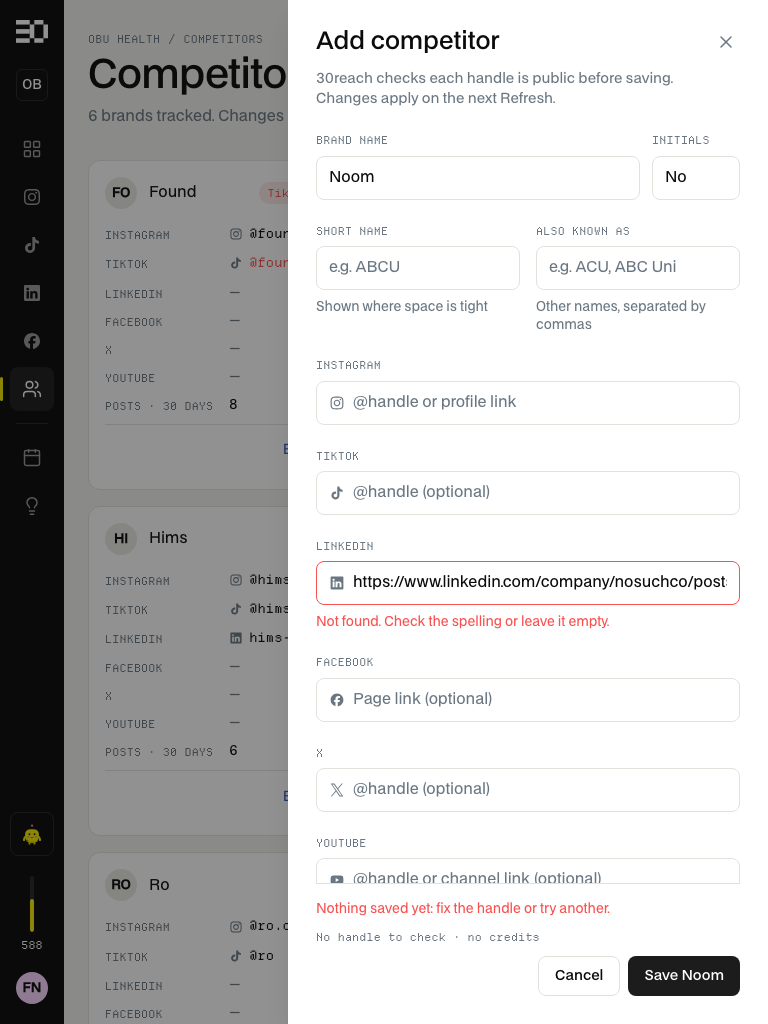 OB
588
FN
OBU HEALTH / COMPETITORS
Competito
6 brands tracked. Changes
FO Found Tik
INSTAGRAM @four
TIKTOK @four
LINKEDIN —
FACEBOOK —
X —
YOUTUBE —
POSTS · 30 DAYS 8
HI Hims
INSTAGRAM @hims
TIKTOK @hims
LINKEDIN hims-
FACEBOOK —
X —
YOUTUBE —
POSTS · 30 DAYS 6
RO Ro
INSTAGRAM @ro.c
TIKTOK @ro
LINKEDIN —
FACEBOOK —
Add competitor
30reach checks each handle is public before saving.
Changes apply on the next Refresh.
BRAND NAME INITIALS
Noom No
SHORT NAME ALSO KNOWN AS
e.g. ABCU e.g. ACU, ABC Uni
Shown where space is tight Other names, separated by
commas
INSTAGRAM
@handle or profile link
TIKTOK
@handle (optional)
LINKEDIN
https://www.linkedin.com/company/nosuchco/posts
Not found. Check the spelling or leave it empty.
FACEBOOK
Page link (optional)
X
@handle (optional)
YOUTUBE
@handle or channel link (optional)
Nothing saved yet: fix the handle or try another.
No handle to check · no credits
Cancel Save Noom